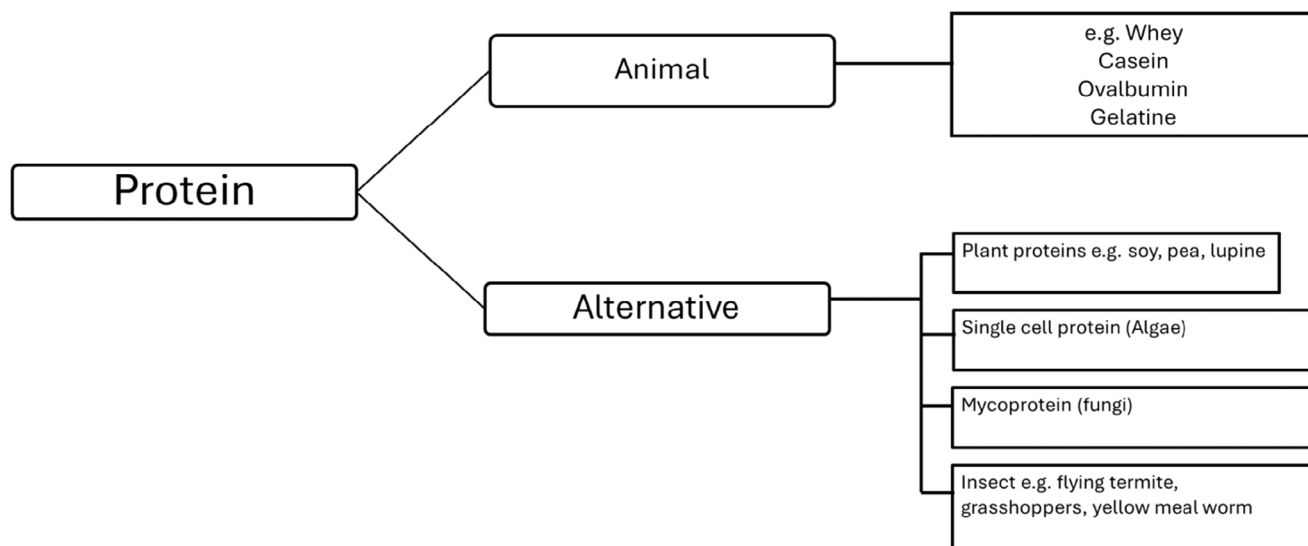 Protein
Animal
e.g. Whey
Casein
Ovalbumin
Gelatine
Alternative
Plant proteins e.g. soy, pea, lupine
Single cell protein (Algae)
Mycoprotein (fungi)
Insect e.g. flying termite,
grasshoppers, yellow meal worm